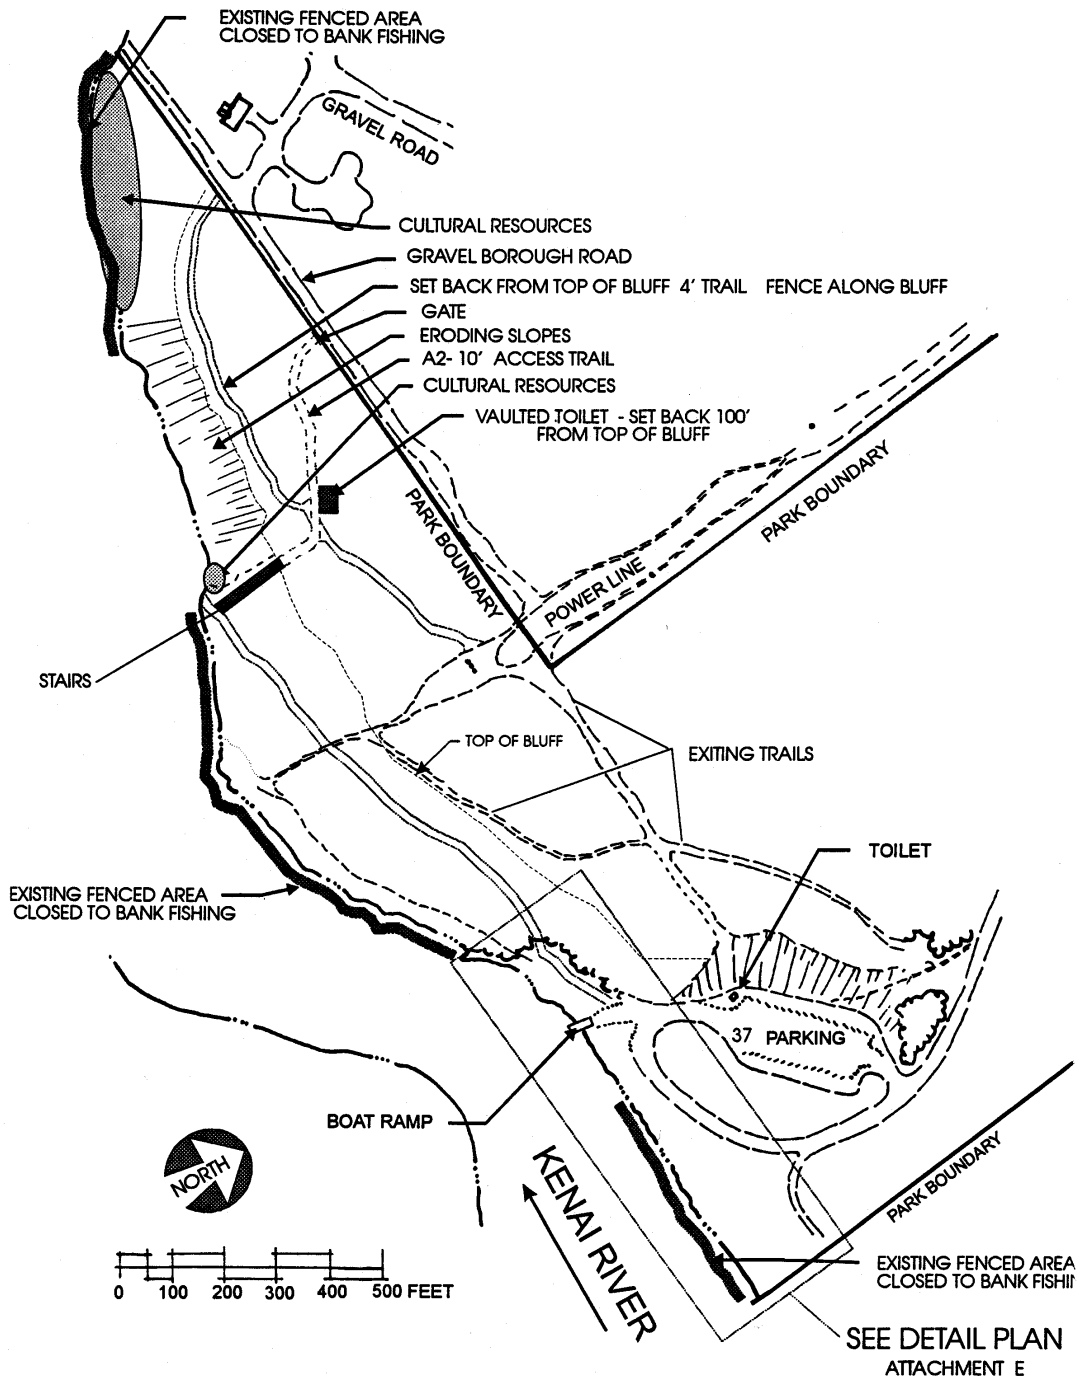 EXISTING FENCED AREA
CLOSED TO BANK FISHING
GRAVEL ROAD
CULTURAL RESOURCES
GRAVEL BOROUGH ROAD
SET BACK FROM TOP OF BLUFF 4' TRAIL FENCE ALONG BLUFF
GATE
ERODING SLOPES
A2- 10' ACCESS TRAIL
CULTURAL RESOURCES
VAULTED TOILET - SET BACK 100'
FROM TOP OF BLUFF
PARK BOUNDARY
PARK BOUNDARY
POWER LINE
STAIRS
TOP OF BLUFF
EXITING TRAILS
TOILET
EXISTING FENCED AREA
CLOSED TO BANK FISHING
37 PARKING
BOAT RAMP
NORTH
KENAI RIVER
PARK BOUNDARY
0 100 200 300 400 500 FEET
EXISTING FENCED AREA
CLOSED TO BANK FISHI
SEE DETAIL PLAN
ATTACHMENT E